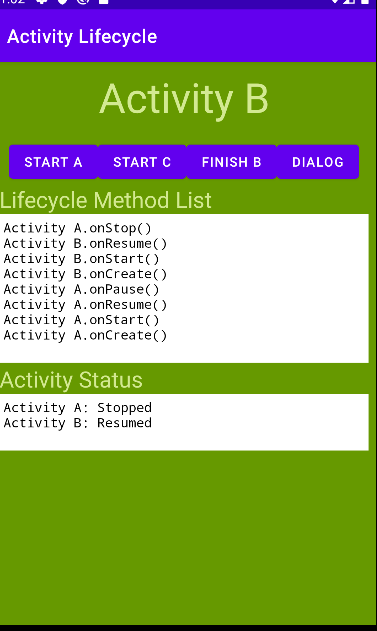 Activity Lifecycle
Activity B
START A START C FINISH B DIALOG
Lifecycle Method List
Activity A.onStop()
Activity B.onResume()
Activity B.onStart()
Activity B.onCreate()
Activity A.onPause()
Activity A.onResume()
Activity A.onStart()
Activity A.onCreate()
Activity Status
Activity A: Stopped
Activity B: Resumed